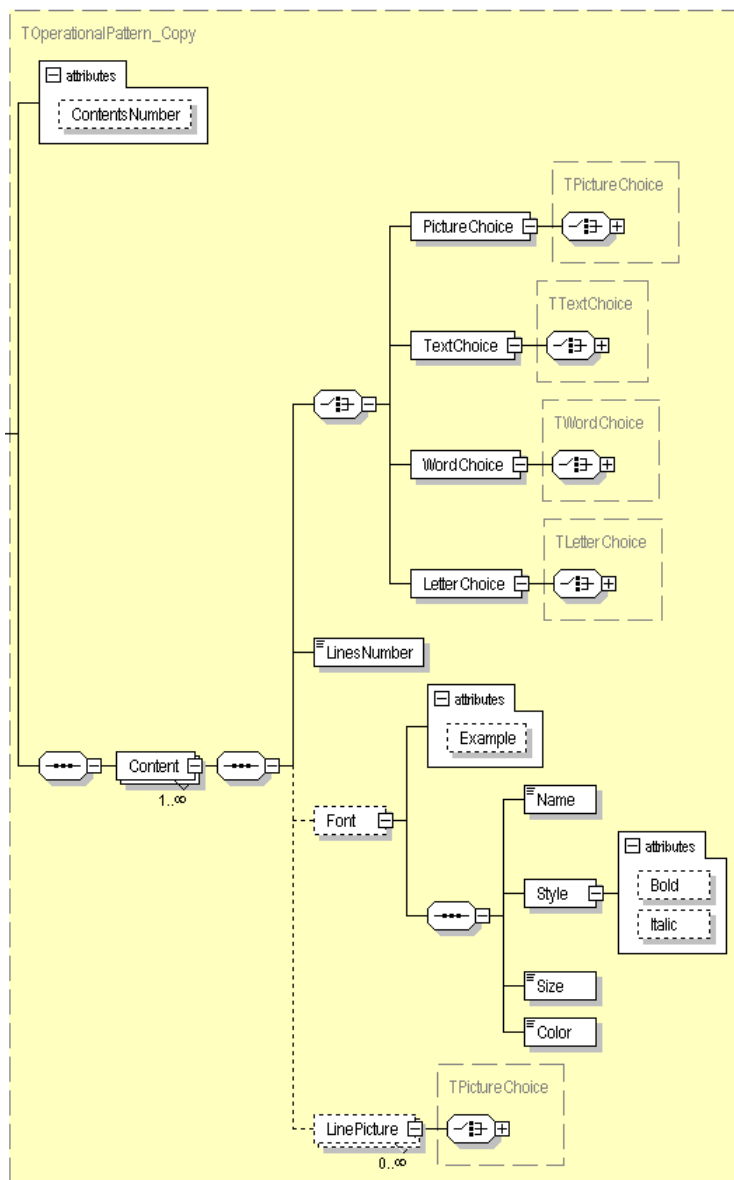 TOperationalPattern_Copy
attributes
ContentsNumber
TPictureChoice
PictureChoice
TTextChoice
TextChoice
TWordChoice
WordChoice
TLetterChoice
LetterChoice
LinesNumber
attributes
Example
Content
1..∞
Font
Name
attributes
Style
Bold
Italic
Size
Color
TPictureChoice
LinePicture
0..∞